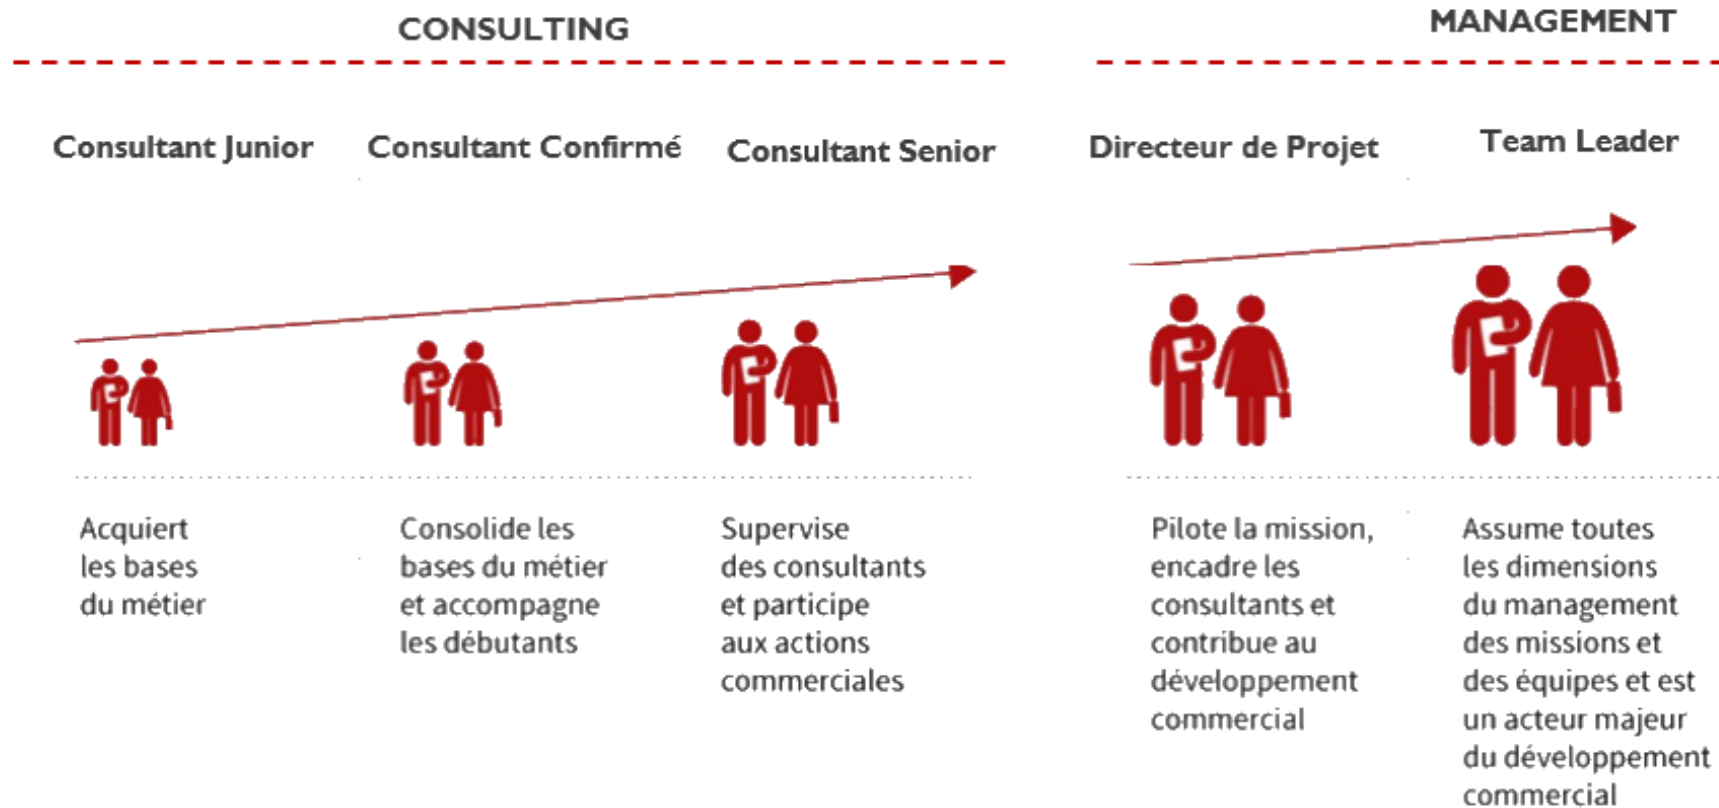 CONSULTING
MANAGEMENT
Consultant Junior
Consultant Confirmé
Consultant Senior
Directeur de Projet
Team Leader
Acquiert
les bases
du métier
Consolide les
bases du métier
et accompagne
les débutants
Supervise
des consultants
et participe
aux actions
commerciales
Pilote la mission,
encadre les
consultants et
contribue au
développement
commercial
Assume toutes
les dimensions
du management
des missions et
des équipes et est
un acteur majeur
du développement
commercial